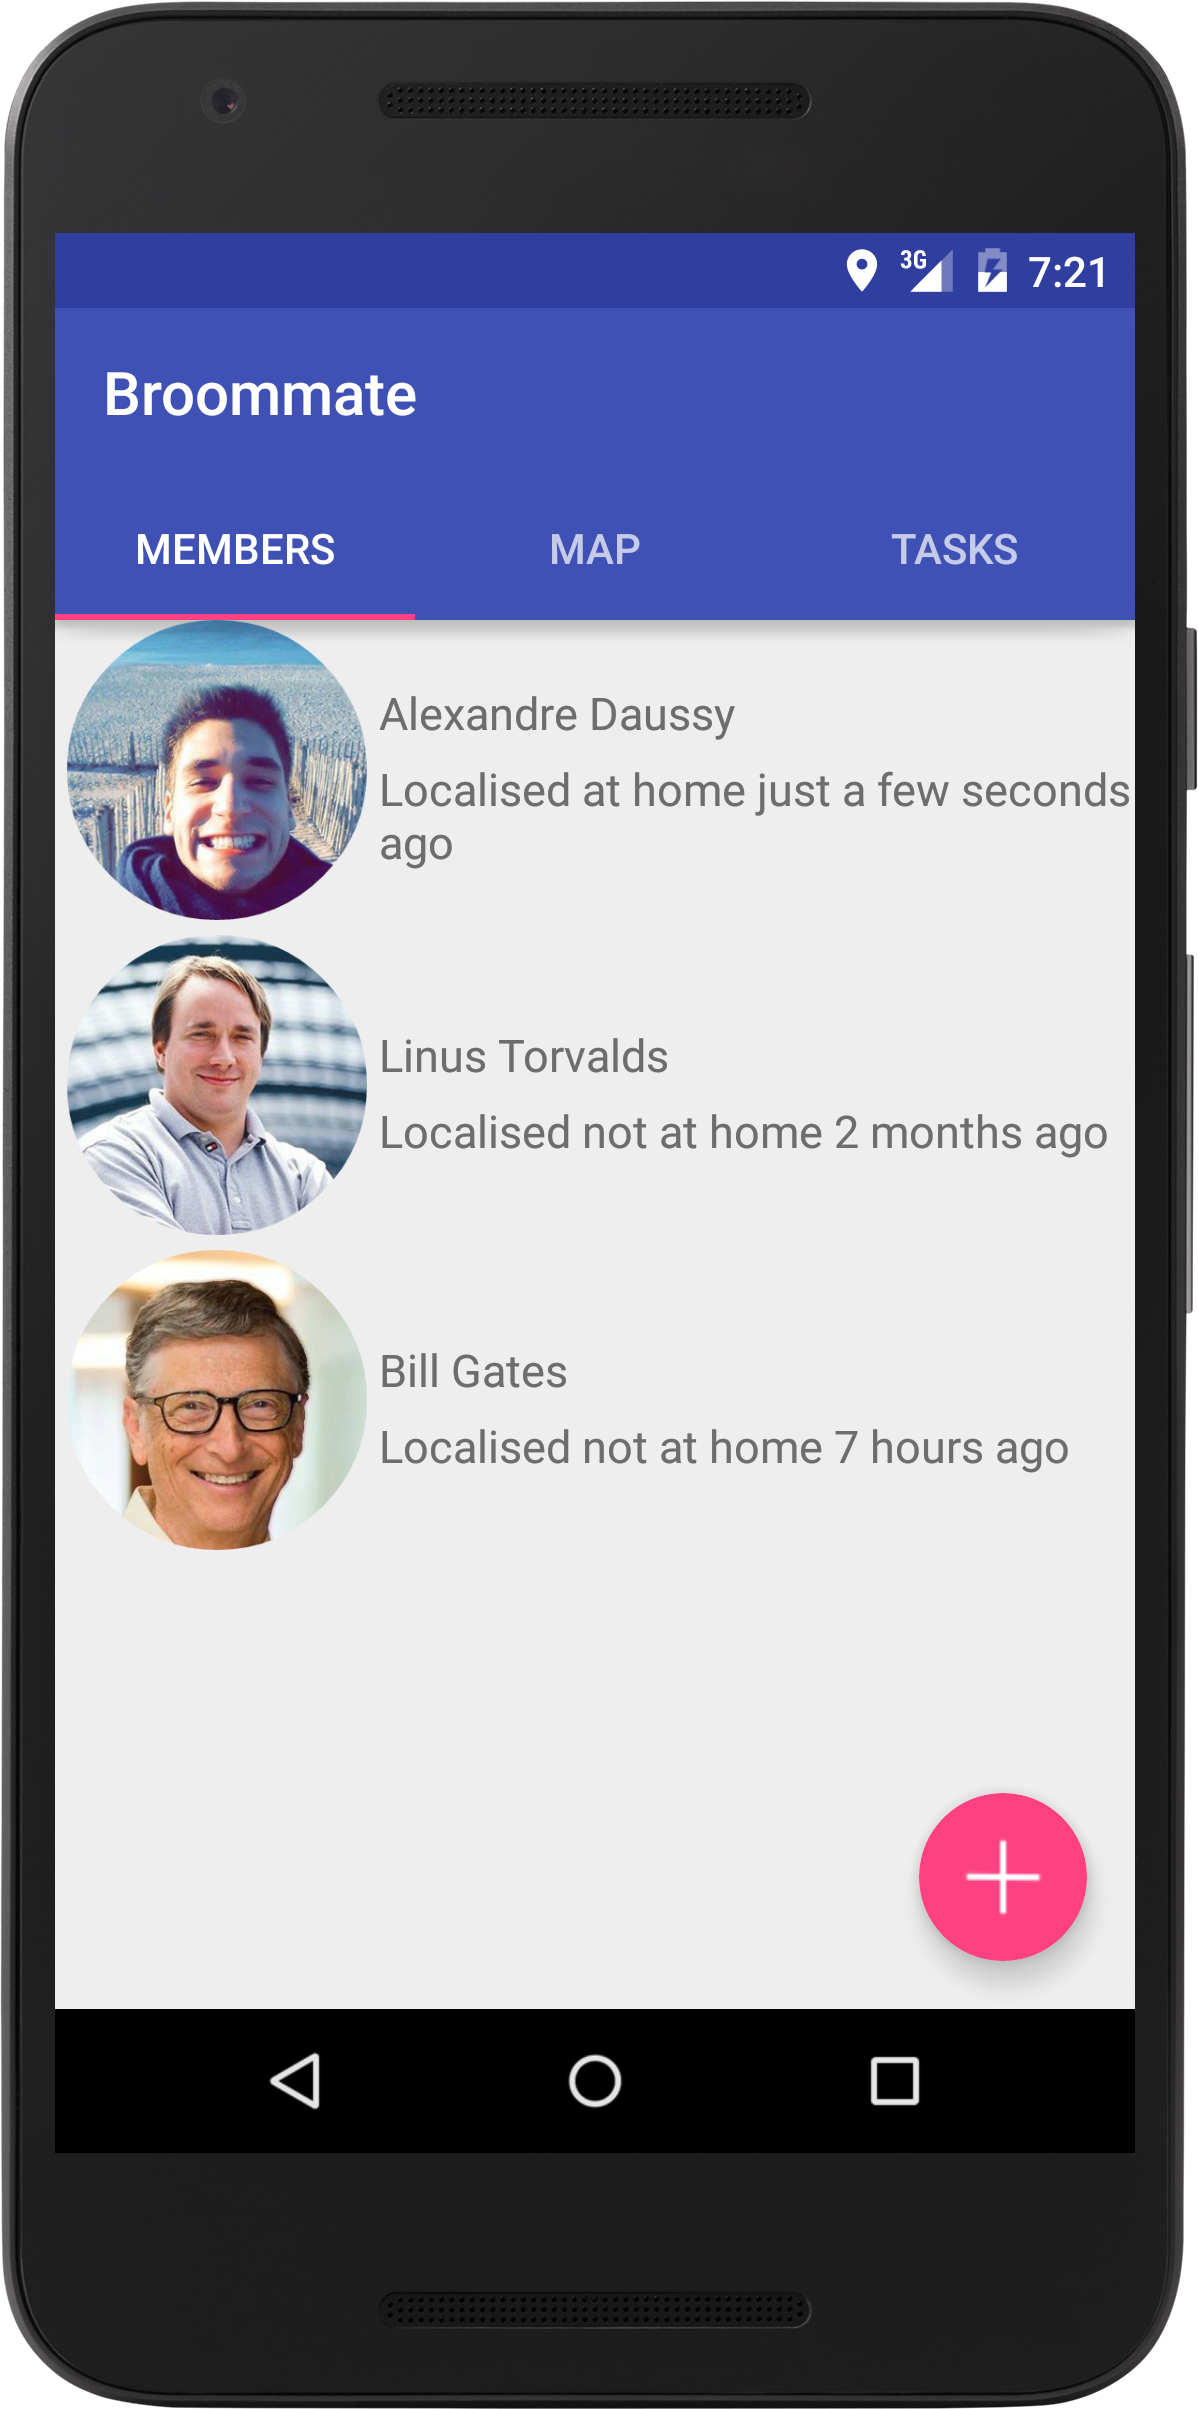 3G 7:21
Broommate
MEMBERS MAP TASKS
Alexandre Daussy
Localised at home just a few seconds
ago
Linus Torvalds
Localised not at home 2 months ago
Bill Gates
Localised not at home 7 hours ago